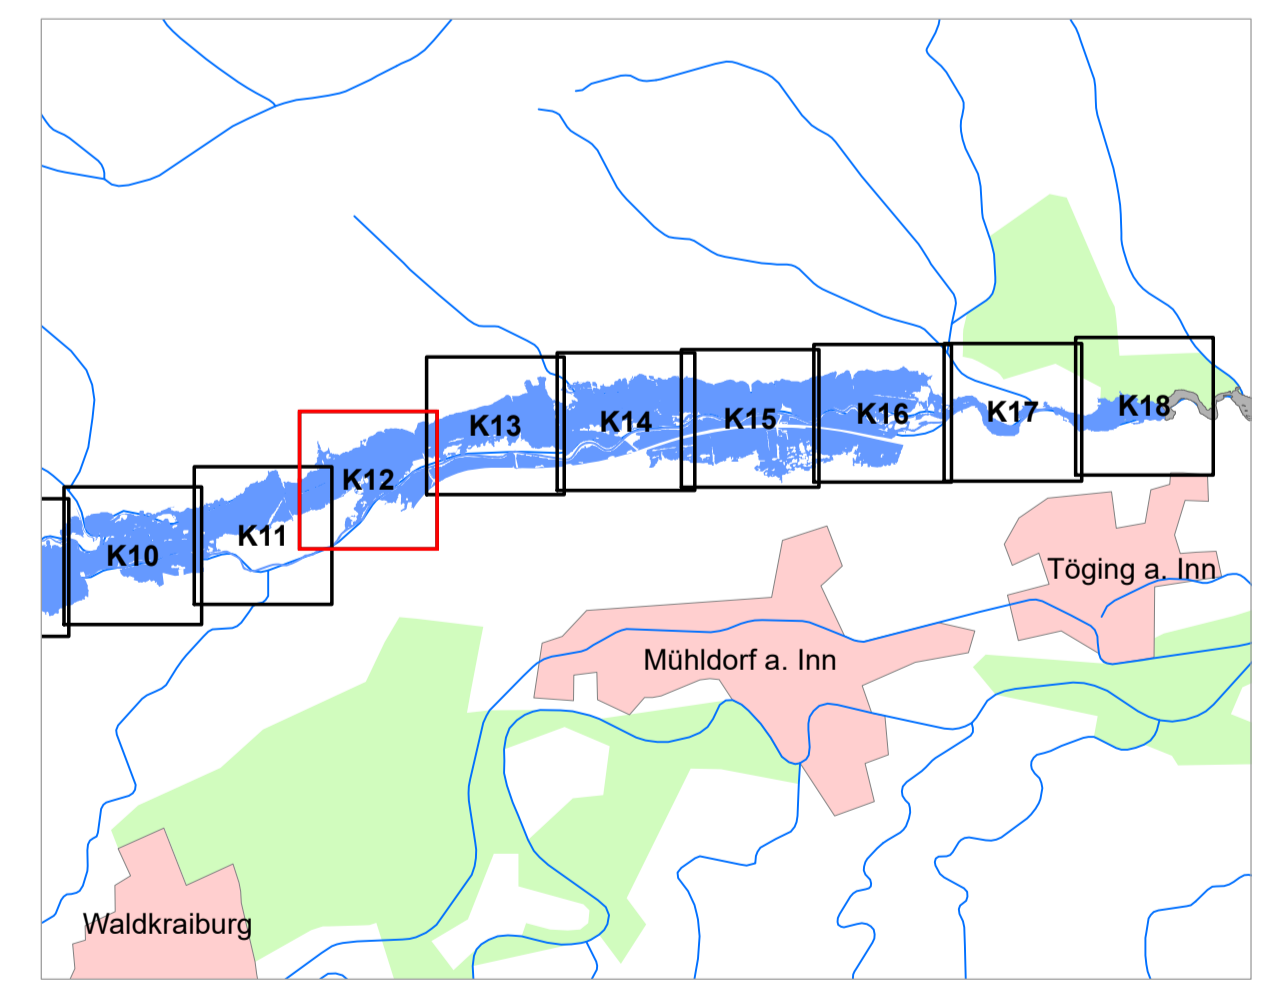 K10
K11
K12
K13
K14
K15
K16
K17
K18
Töging a. Inn
Mühldorf a. Inn
Waldkraiburg